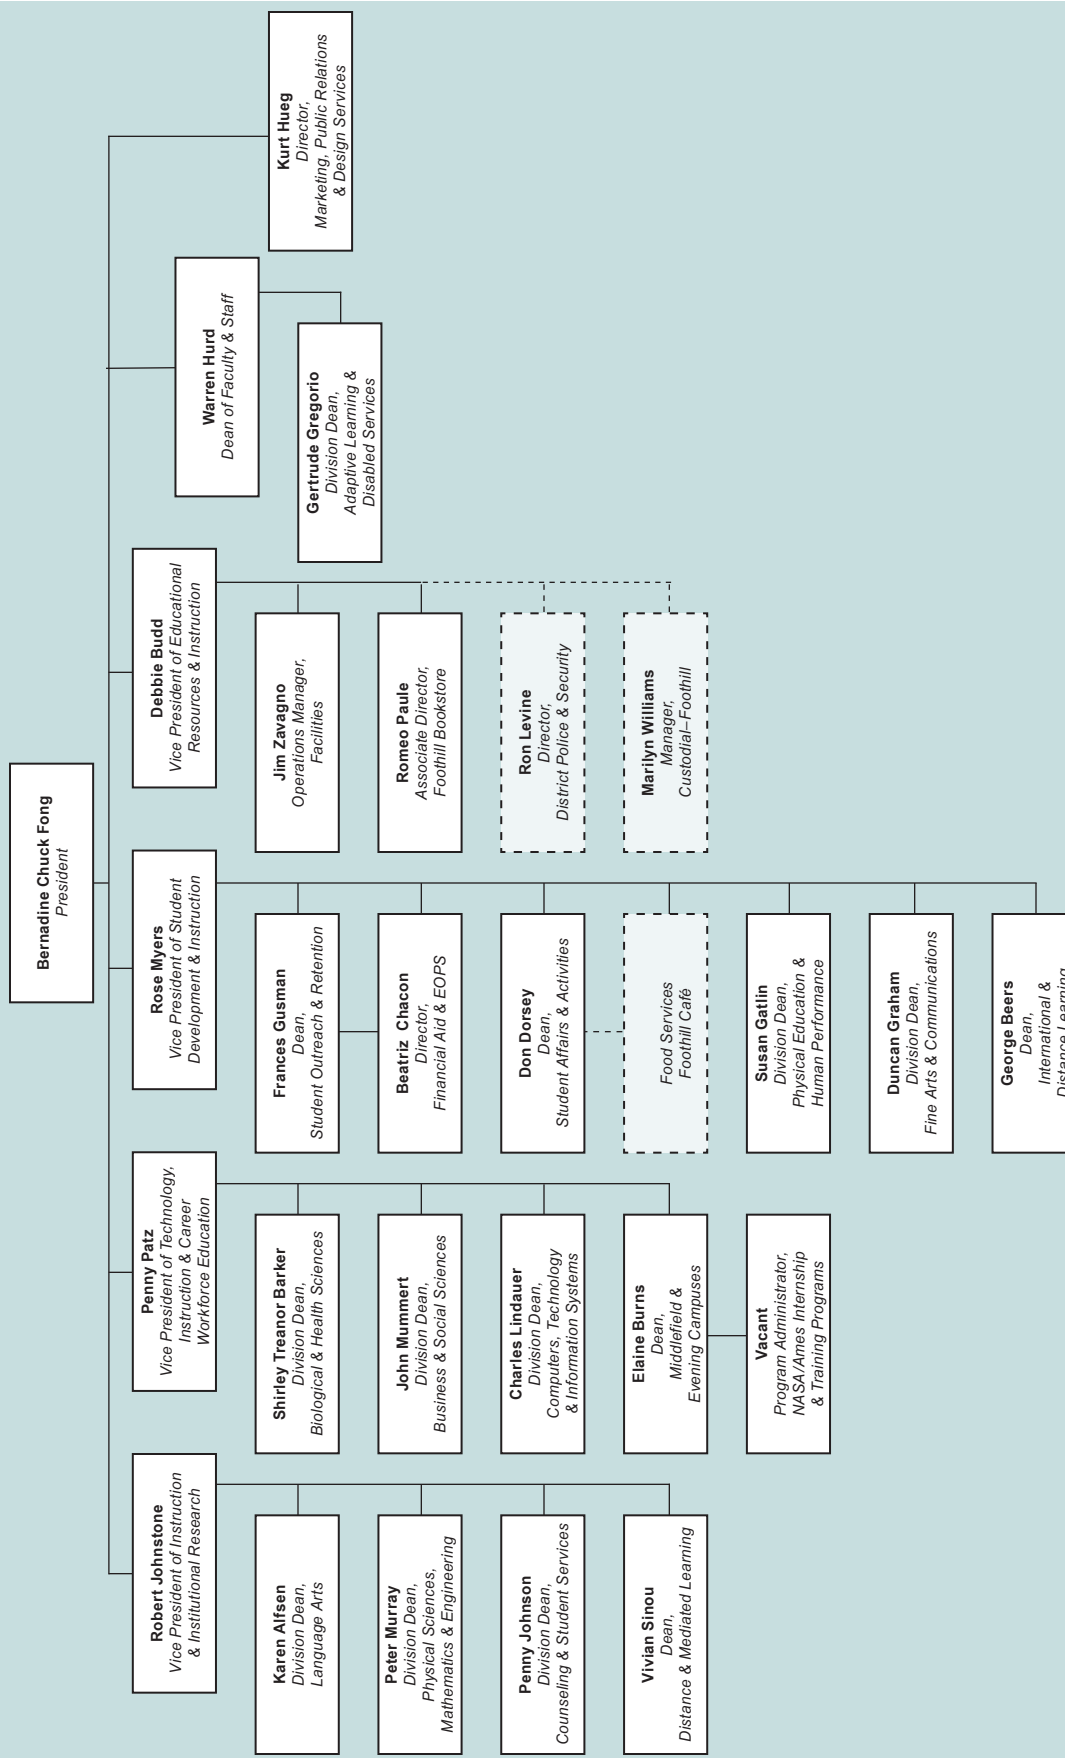 Bernadine Chuck Fong
President
Robert Johnstone
Vice President of Instruction
& Institutional Research
Karen Alfsen
Division Dean,
Language Arts
Peter Murray
Division Dean,
Physical Sciences,
Mathematics & Engineering
Penny Johnson
Division Dean,
Counseling & Student Services
Vivian Sinou
Dean,
Distance & Mediated Learning
Penny Patz
Vice President of Technology,
Instruction & Career
Workforce Education
Shirley Treanor Barker
Division Dean,
Biological & Health Sciences
John Mummert
Division Dean,
Business & Social Sciences
Charles Lindauer
Division Dean,
Computers, Technology
& Information Systems
Elaine Burns
Dean,
Middlefield &
Evening Campuses
Vacant
Program Administrator,
NASA/Ames Internship
& Training Programs
Rose Myers
Vice President of Student
Development & Instruction
Frances Gusman
Dean,
Student Outreach & Retention
Beatriz Chacon
Director,
Financial Aid & EOPS
Don Dorsey
Dean,
Student Affairs & Activities
Food Services
Foothill Café
Susan Gatlin
Division Dean,
Physical Education &
Human Performance
Duncan Graham
Division Dean,
Fine Arts & Communications
George Beers
Dean,
International &
Distance Learning
Debbie Budd
Vice President of Educational
Resources & Instruction
Jim Zavagno
Operations Manager,
Facilities
Romeo Paule
Associate Director,
Foothill Bookstore
Ron Levine
Director,
District Police & Security
Marilyn Williams
Manager,
Custodial–Foothill
Warren Hurd
Dean of Faculty & Staff
Gertrude Gregorio
Division Dean,
Adaptive Learning &
Disabled Services
Kurt Hueg
Director,
Marketing, Public Relations
& Design Services